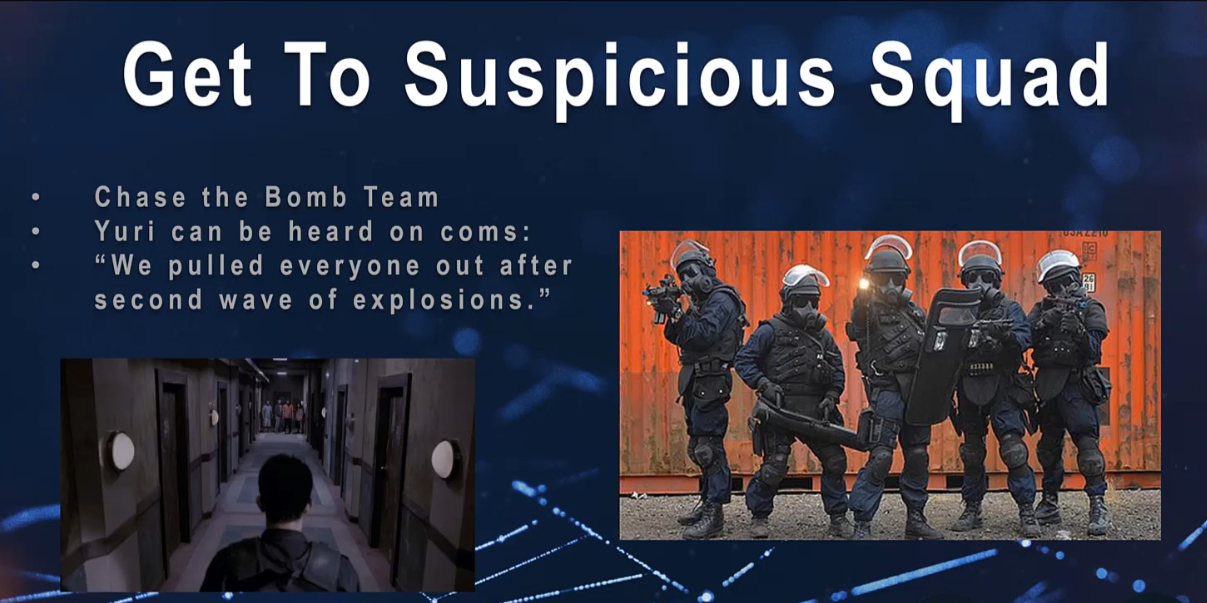 Get To Suspicious Squad
• Chase the Bomb Team
• Yuri can be heard on coms:
• “We pulled everyone out after
second wave of explosions.”